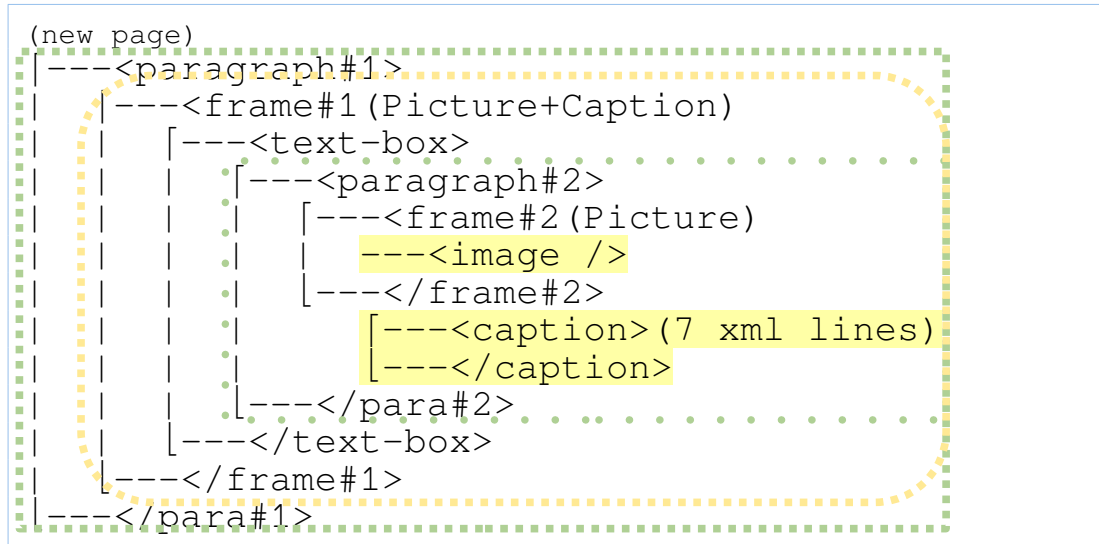 (new page)
⌈---<paragraph#1>
|   ⌈---<frame#1(Picture+Caption)
|   |   ⌈---<text-box>
|   |   |   ⌈---<paragraph#2>
|   |   |   |   ⌈---<frame#2(Picture)
|   |   |   |   |   ---<image />
|   |   |   |   ⌊---</frame#2>
|   |   |   |       ⌈---<caption>(7 xml lines)
|   |   |   |       ⌊---</caption>
|   |   |   ⌊---</para#2>
|   |   ⌊---</text-box>
|   ⌊---</frame#1>
⌊---</para#1>